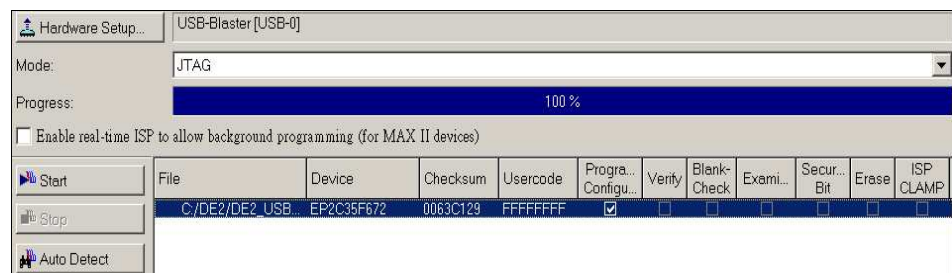 Hardware Setup... USB-Blaster [USB-0]
Mode: JTAG
Progress: 100 %
Enable real-time ISP to allow background programming (for MAX II devices)
Start File Device Checksum Usercode Progra... Configu... Verify Blank-Check Exami... Secur... Bit Erase ISP CLAMP
Stop C:/DE2/DE2_USB... EP2C35F672 0063C129 FFFFFFFF
Auto Detect